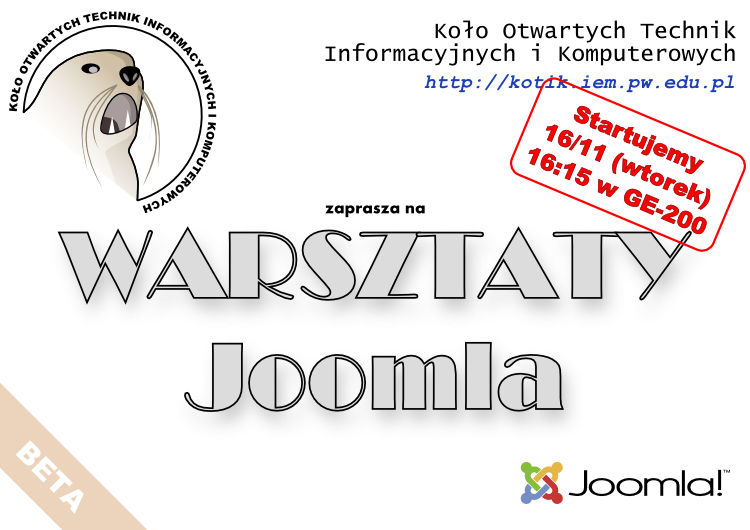 KOŁO OTWARTYCH TECHNIK INFORMACYJNYCH I KOMPUTEROWYCH
Koło Otwartych Technik
Informacyjnych i Komputerowych
http://kotik.iem.pw.edu.pl
Startujemy
16/11 (wtorek)
16:15 w GE-200
zaprasza na
WARSZTATY
Joomla
BETA
Joomla!™